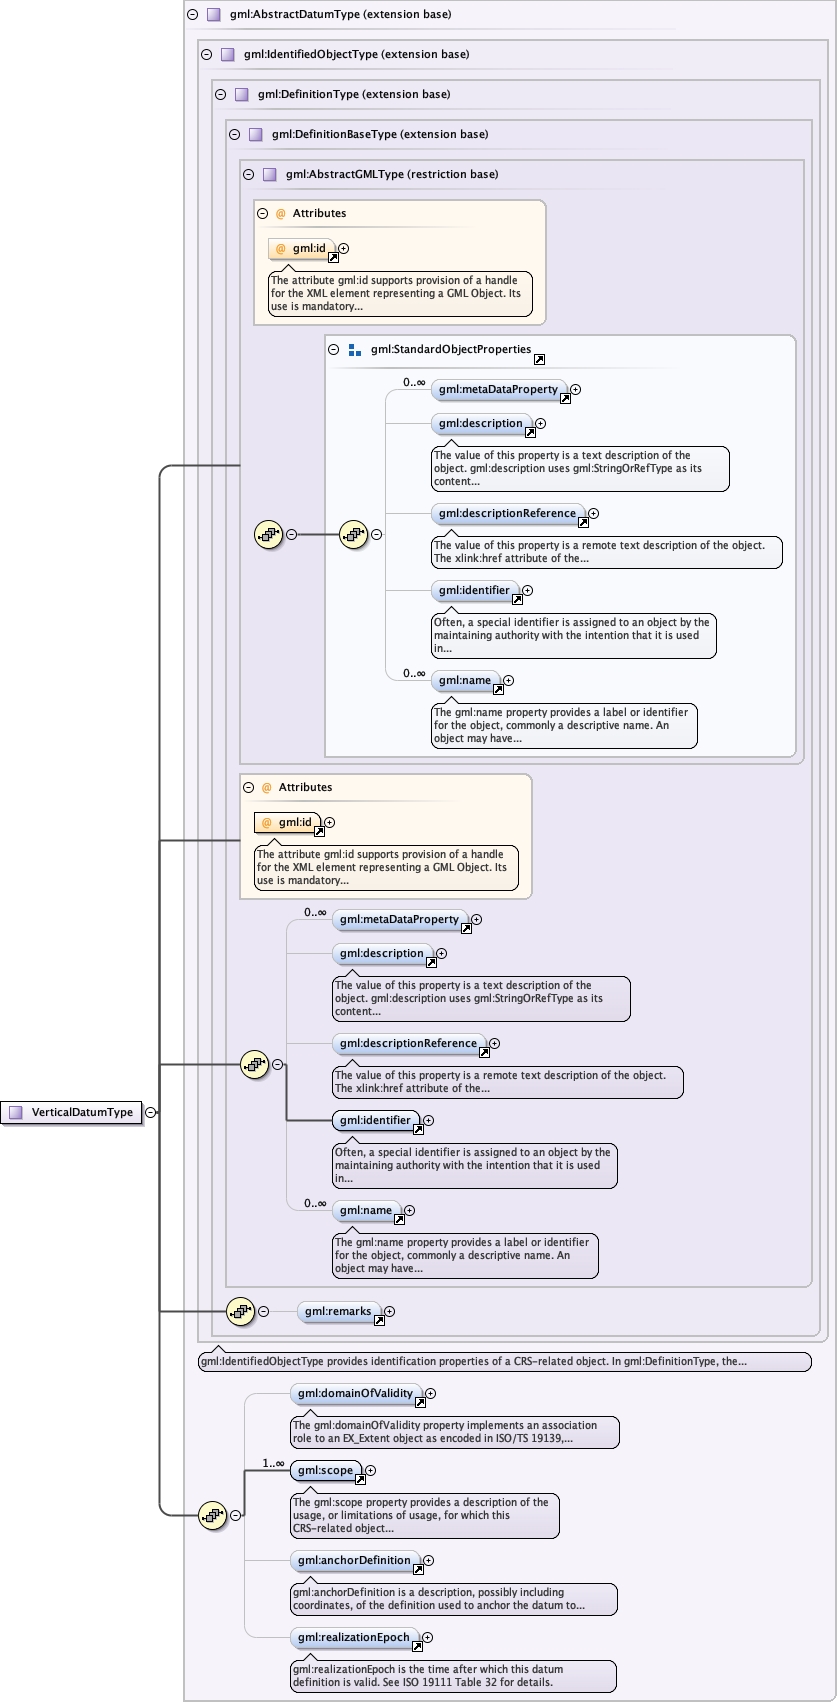 gml:AbstractDatumType (extension base)
gml:IdentifiedObjectType (extension base)
gml:DefinitionType (extension base)
gml:DefinitionBaseType (extension base)
gml:AbstractGMLType (restriction base)
@ Attributes
@ gml:id
The attribute gml:id supports provision of a handle
for the XML element representing a GML Object. Its
use is mandatory...
gml:StandardObjectProperties
0..∞
gml:metaDataProperty
gml:description
The value of this property is a text description of the
object. gml:description uses gml:StringOrRefType as its
content...
gml:descriptionReference
The value of this property is a remote text description of the object.
The xlink:href attribute of the...
gml:identifier
Often, a special identifier is assigned to an object by the
maintaining authority with the intention that it is used
in...
0..∞
gml:name
The gml:name property provides a label or identifier
for the object, commonly a descriptive name. An
object may have...
@ Attributes
@ gml:id
The attribute gml:id supports provision of a handle
for the XML element representing a GML Object. Its
use is mandatory...
0..∞
gml:metaDataProperty
gml:description
The value of this property is a text description of the
object. gml:description uses gml:StringOrRefType as its
content...
gml:descriptionReference
The value of this property is a remote text description of the object.
The xlink:href attribute of the...
VerticalDatumType
gml:identifier
Often, a special identifier is assigned to an object by the
maintaining authority with the intention that it is used
in...
0..∞
gml:name
The gml:name property provides a label or identifier
for the object, commonly a descriptive name. An
object may have...
gml:remarks
gml:IdentifiedObjectType provides identification properties of a CRS-related object. In gml:DefinitionType, the...
gml:domainOfValidity
The gml:domainOfValidity property implements an association
role to an EX_Extent object as encoded in ISO/TS 19139,...
1..∞
gml:scope
The gml:scope property provides a description of the
usage, or limitations of usage, for which this
CRS-related object...
gml:anchorDefinition
gml:anchorDefinition is a description, possibly including
coordinates, of the definition used to anchor the datum to...
gml:realizationEpoch
gml:realizationEpoch is the time after which this datum
definition is valid. See ISO 19111 Table 32 for details.